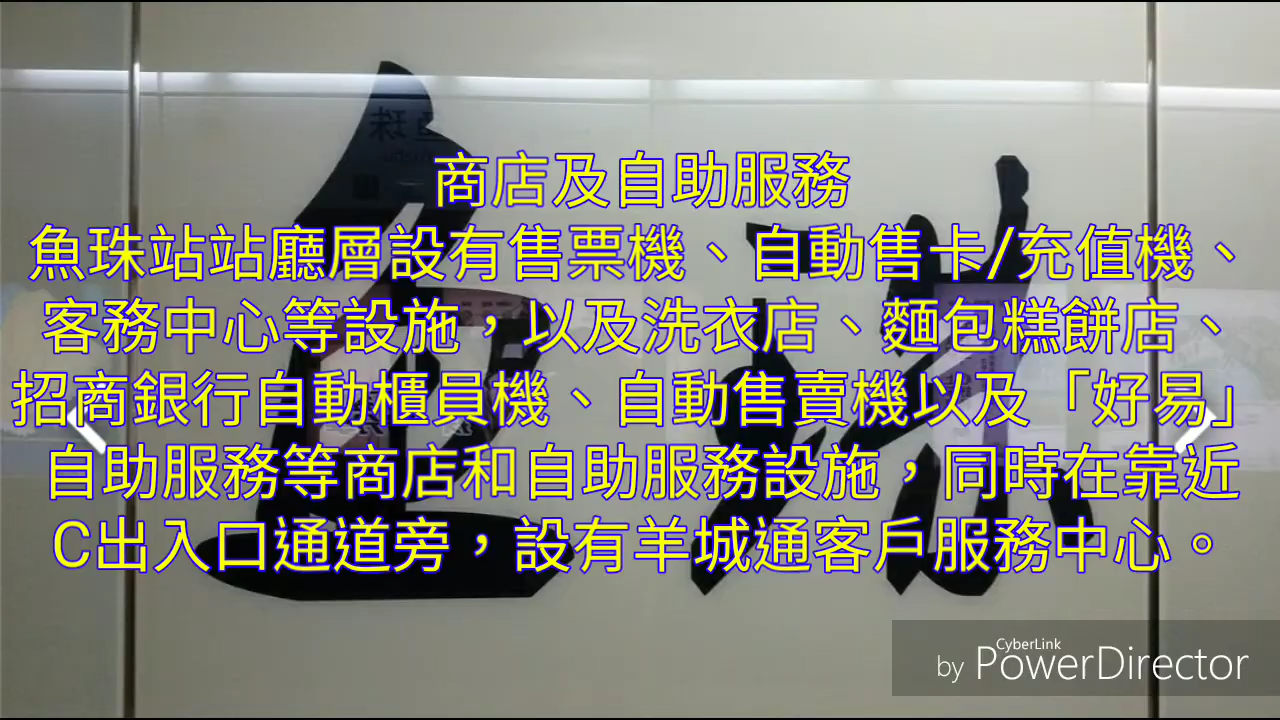 商店及自助服務
魚珠站站廳層設有售票機、自動售卡/充值機、
客務中心等設施，以及洗衣店、麵包糕餅店、
招商銀行自動櫃員機、自動售賣機以及「好易」
自助服務等商店和自助服務設施，同時在靠近
C出入口通道旁，設有羊城通客戶服務中心。
CyberLink
by PowerDirector